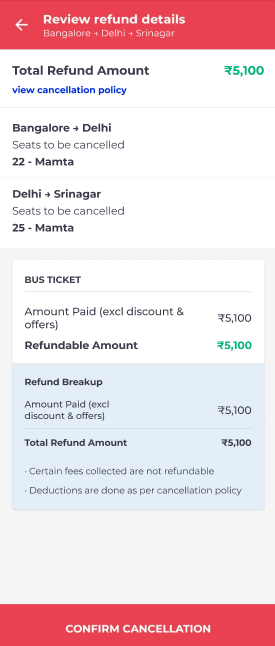 Review refund details
Bangalore → Delhi → Srinagar
Total Refund Amount ₹5,100
view cancellation policy
Bangalore → Delhi
Seats to be cancelled
22 - Mamta
Delhi → Srinagar
Seats to be cancelled
25 - Mamta
BUS TICKET
Amount Paid (excl discount &
offers) ₹5,100
Refundable Amount ₹5,100
Refund Breakup
Amount Paid (excl
discount & offers) ₹5,100
Total Refund Amount ₹5,100
· Certain fees collected are not refundable
· Deductions are done as per cancellation policy
CONFIRM CANCELLATION